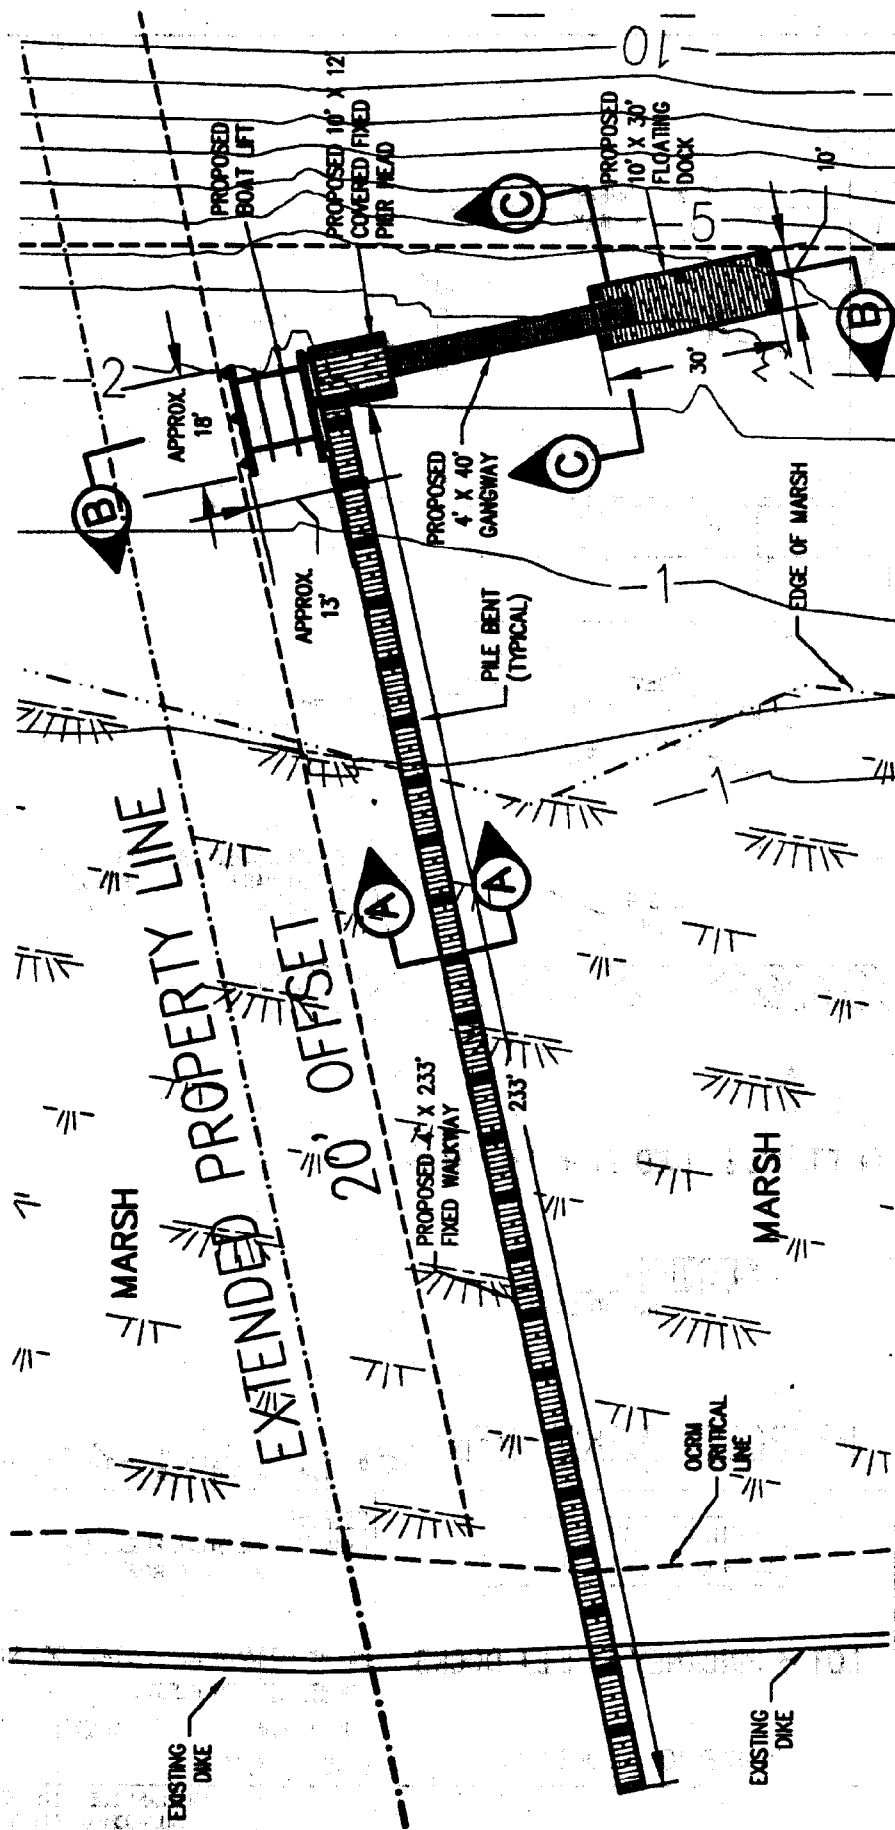 10
PROPOSED
BOAT LIFT
PROPOSED 10' X 12'
COVERED FIXED
PIER HEAD
C
PROPOSED
10' X 30'
FLOATING
DOCK
5
10'
B
30'
2
APPROX.
18'
B
PROPOSED
4' X 40'
GANGWAY
C
APPROX.
13'
1
EDGE OF MARSH
PILE BENT
(TYPICAL)
1
A
A
EXTENDED PROPERTY LINE
20' OFFSET
PROPOSED 4' X 233'
FIXED WALKWAY
233'
MARSH
MARSH
OCRM
CRITICAL
LINE
EXISTING
DIKE
EXISTING
DIKE